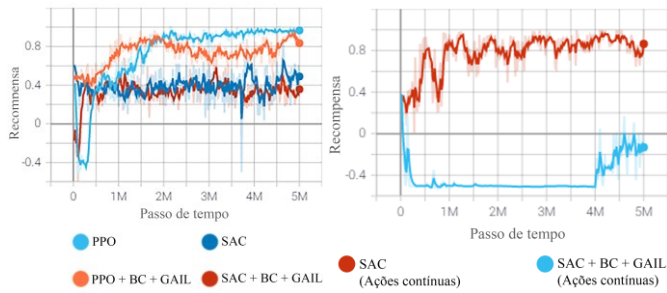 Recompensa
0.8
0.4
0
-0.4
0
1M
2M
3M
4M
5M
Passo de tempo
PPO
SAC
PPO + BC + GAIL
SAC + BC + GAIL
Recompensa
0.8
0.4
0
-0.4
0
1M
2M
3M
4M
5M
Passo de tempo
SAC
(Ações contínuas)
SAC + BC + GAIL
(Ações contínuas)